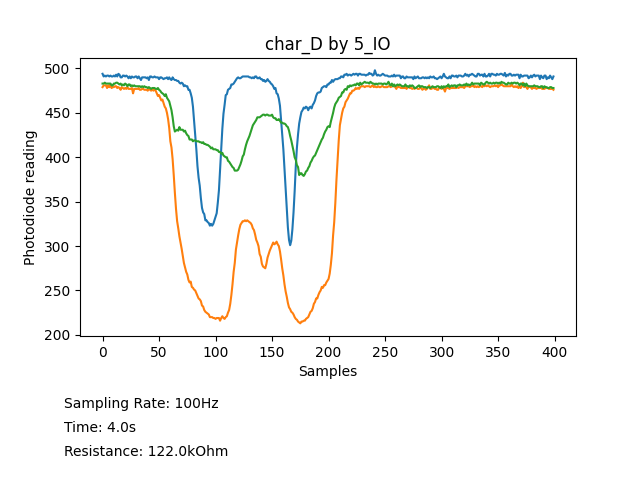 char_D by 5_IO
500
450
400
350
300
250
200
Photodiode reading
0 50 100 150 200 250 300 350 400
Samples
Sampling Rate: 100Hz
Time: 4.0s
Resistance: 122.0kOhm